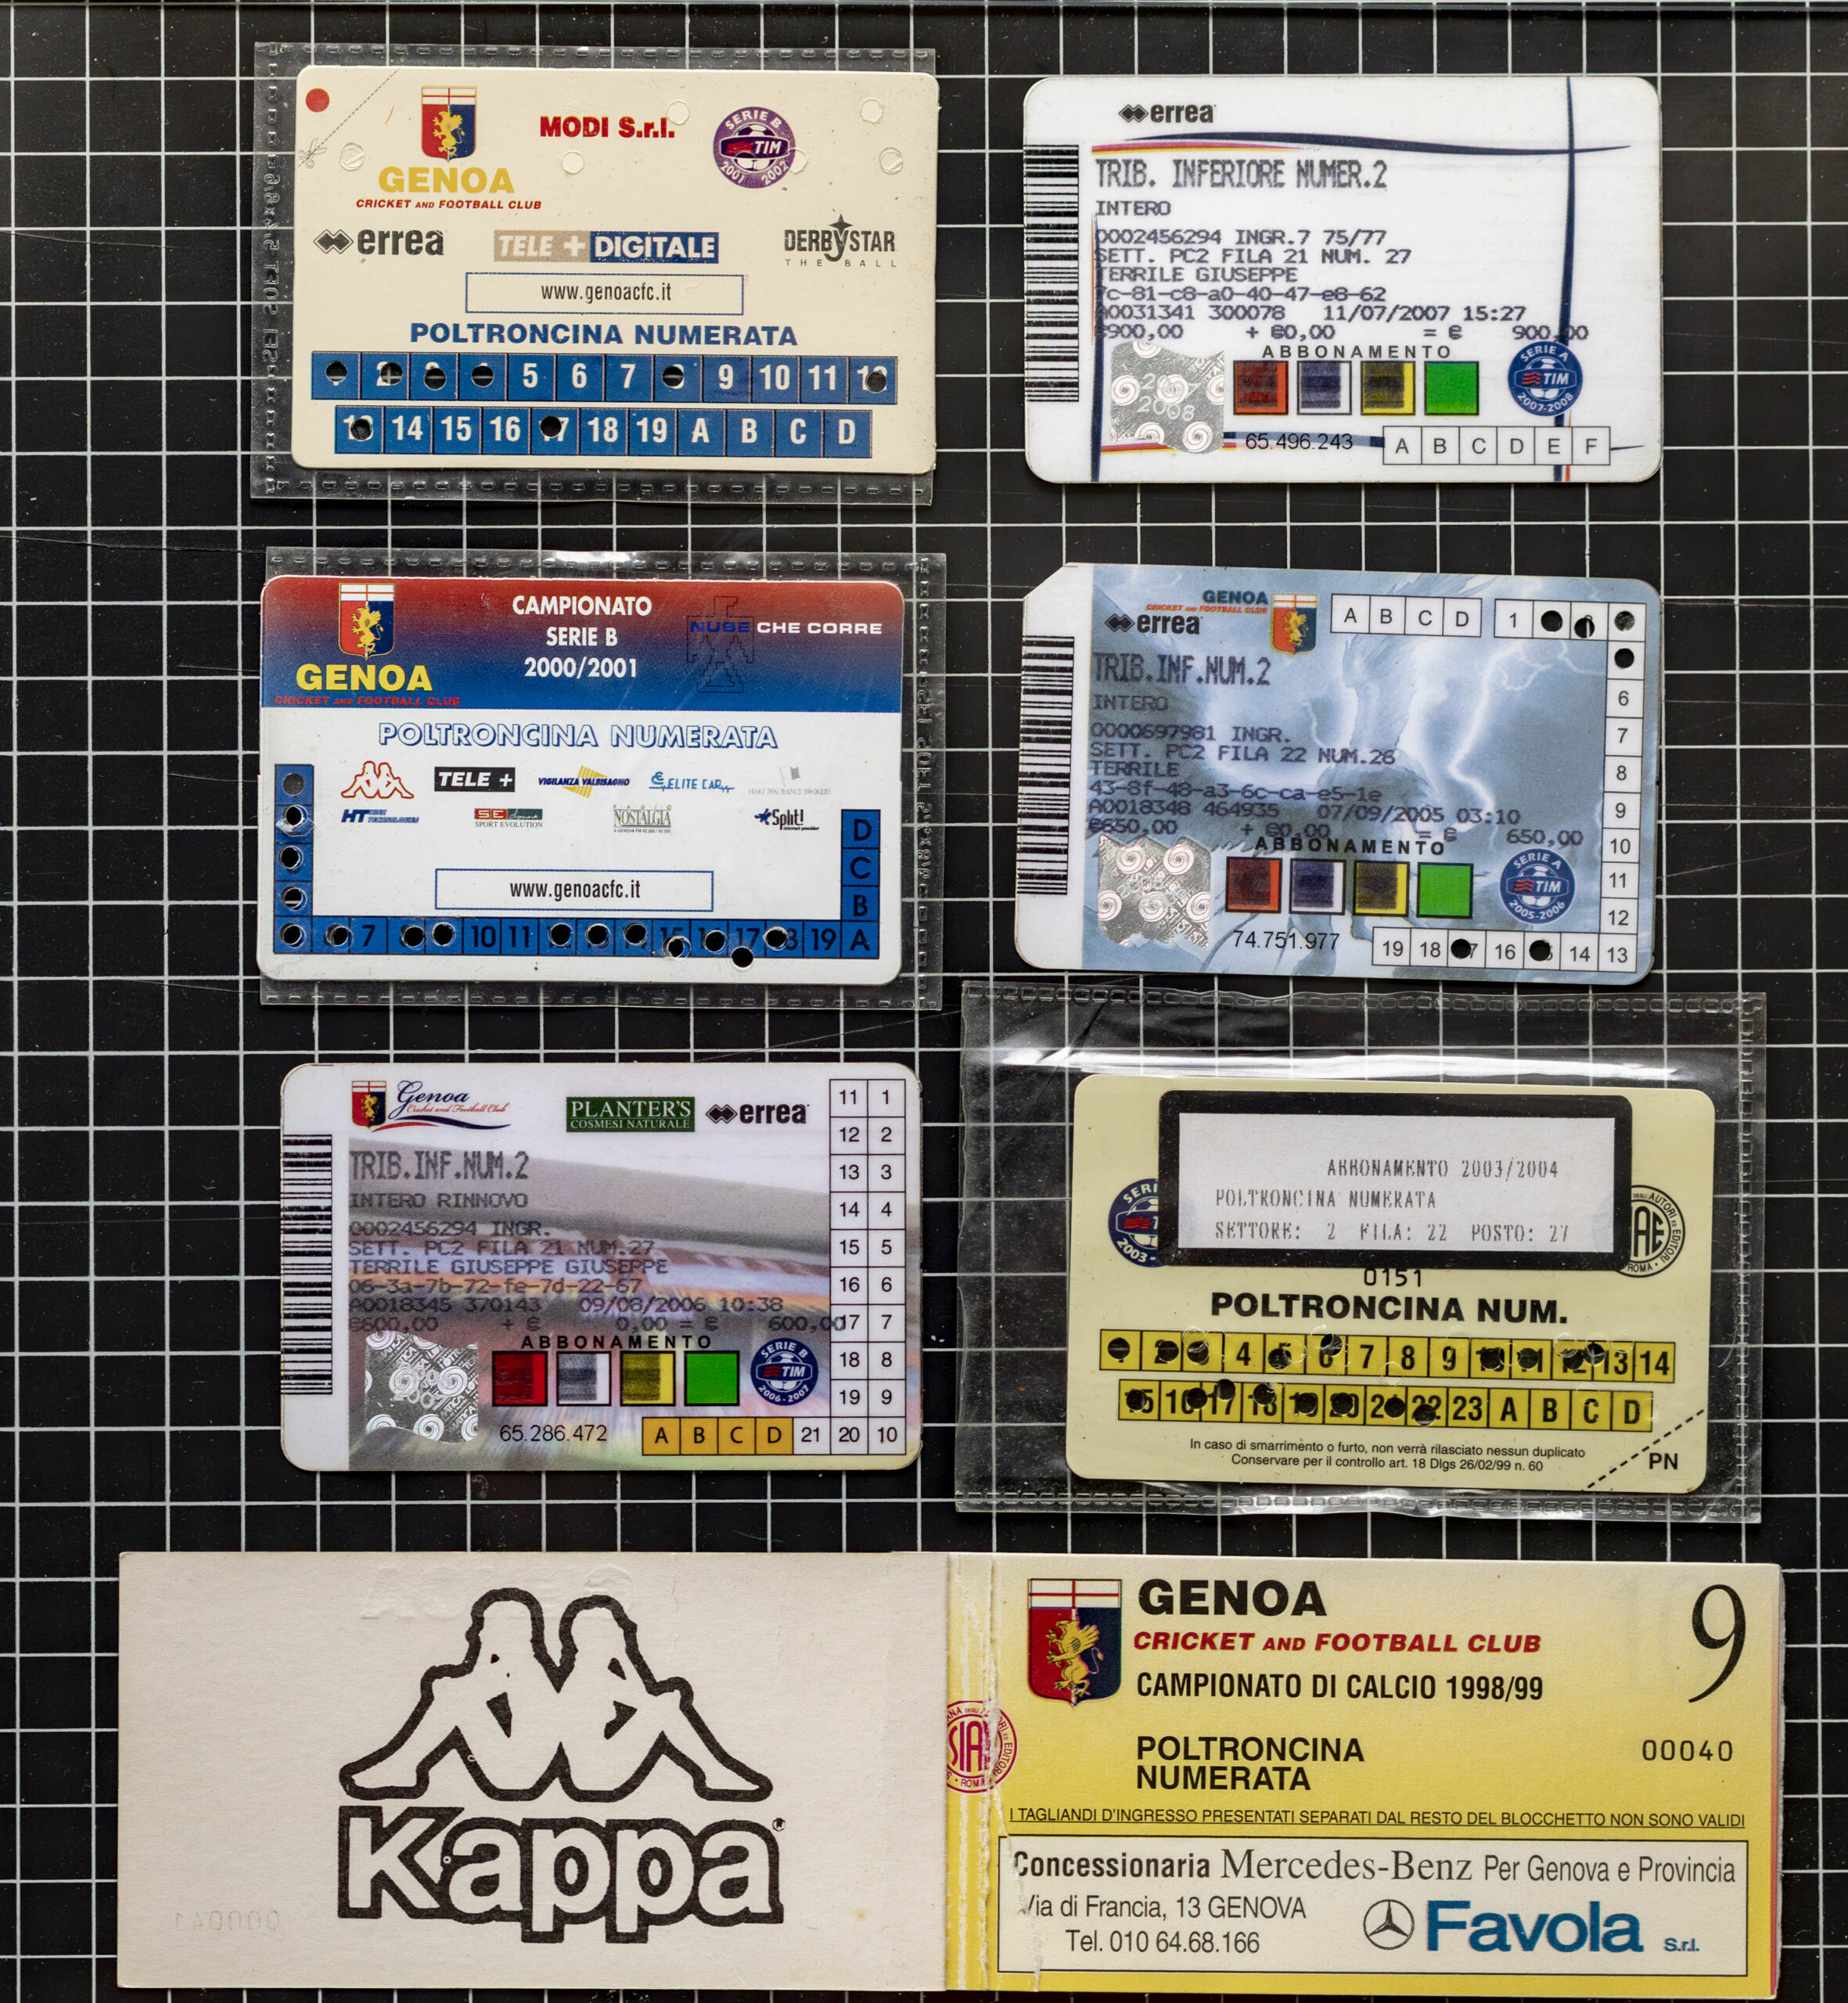 GENOA
CRICKET AND FOOTBALL CLUB
MODI S.r.l.
SERIE B
TIM
2001 2002
errea
TELE + DIGITALE
DERBYSTAR
THE BALL
www.genoacfc.it
POLTRONCINA NUMERATA
5 6 7 9 10 11
14 15 16 18 19 A B C D
errea
TRIB. INFERIORE NUMER.2
INTERO
0002456294 INGR.7 75/77
SETT. PC2 FILA 21 NUM. 27
TERRILE GIUSEPPE
7c-81-c8-a0-40-47-e8-62
A0031341 300078 11/07/2007 15:27
€900,00 + €0,00 = € 900,00
ABBONAMENTO
2007
2008
SERIE A
TIM
2007-2008
65.496.243
A B C D E F
GENOA
CRICKET AND FOOTBALL CLUB
CAMPIONATO
SERIE B
2000/2001
NUBE CHE CORRE
POLTRONCINA NUMERATA
TELE +
VIGILANZA VALBISAGNO
ELITE CAR
HT
SPORT EVOLUTION
RADIO
NOSTALGIA
Split!
www.genoacfc.it
D
C
B
7 10 11 17 19 A
GENOA
CRICKET AND FOOTBALL CLUB
errea
A B C D 1
TRIB.INF.NUM.2
INTERO
0000697981 INGR.
SETT. PC2 FILA 22 NUM.26
TERRILE
43-8f-48-a3-6c-ca-e5-1e
A0018348 464935 07/09/2005 03:10
€650,00 + €0,00 = € 650,00
ABBONAMENTO
SERIE A
TIM
2005-2006
74.751.977
6
7
8
9
10
11
12
19 18 16 14 13
Genoa
Cricket and Football Club
PLANTER'S
COSMESI NATURALE
errea
TRIB.INF.NUM.2
INTERO RINNOVO
0002456294 INGR.
SETT. PC2 FILA 21 NUM.27
TERRILE GIUSEPPE GIUSEPPE
06-3a-7b-72-fe-7d-22-67
A0018345 370143 09/08/2006 10:38
€600,00 + € 0,00 = € 600,00
ABBONAMENTO
SERIE B
TIM
2006-2007
65.286.472
11 1
12 2
13 3
14 4
15 5
16 6
17 7
18 8
19 9
A B C D 21 20 10
ABBONAMENTO 2003/2004
POLTRONCINA NUMERATA
SETTORE: 2 FILA: 22 POSTO: 27
0151
POLTRONCINA NUM.
4 7 8 9 13 14
23 A B C D
In caso di smarrimento o furto, non verrà rilasciato nessun duplicato
Conservare per il controllo art. 18 Dlgs 26/02/99 n. 60
PN
Kappa
GENOA
CRICKET AND FOOTBALL CLUB
9
CAMPIONATO DI CALCIO 1998/99
POLTRONCINA
NUMERATA
00040
I TAGLIANDI D'INGRESSO PRESENTATI SEPARATI DAL RESTO DEL BLOCCHETTO NON SONO VALIDI
Concessionaria Mercedes-Benz Per Genova e Provincia
Via di Francia, 13 GENOVA
Tel. 010 64.68.166
Favola S.r.l.